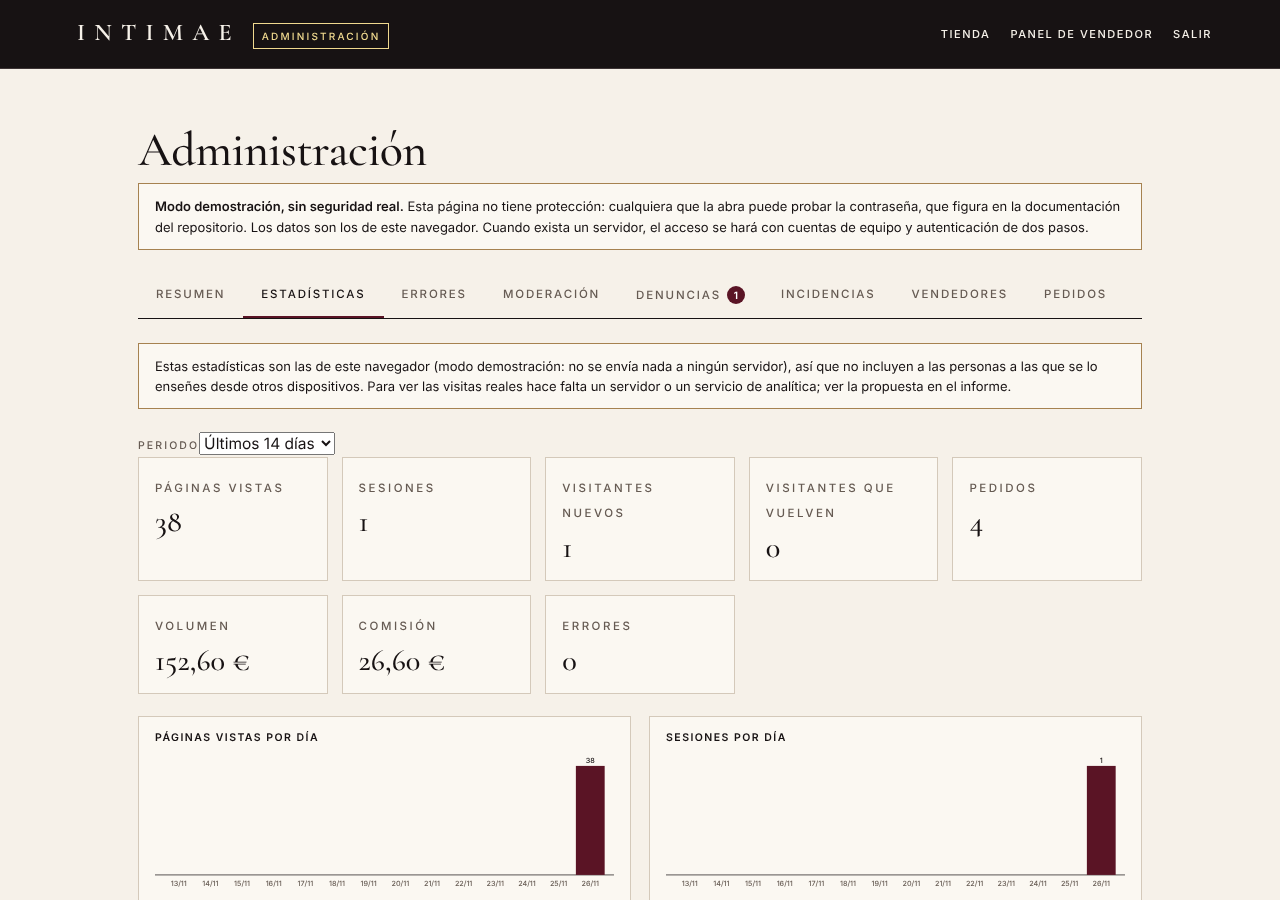 INTIMAE ADMINISTRACIÓN TIENDA PANEL DE VENDEDOR SALIR
Administración
Modo demostración, sin seguridad real. Esta página no tiene protección: cualquiera que la abra puede probar la contraseña, que figura en la documentación
del repositorio. Los datos son los de este navegador. Cuando exista un servidor, el acceso se hará con cuentas de equipo y autenticación de dos pasos.
RESUMEN ESTADÍSTICAS ERRORES MODERACIÓN DENUNCIAS 1 INCIDENCIAS VENDEDORES PEDIDOS
Estas estadísticas son las de este navegador (modo demostración: no se envía nada a ningún servidor), así que no incluyen a las personas a las que se lo
enseñes desde otros dispositivos. Para ver las visitas reales hace falta un servidor o un servicio de analítica; ver la propuesta en el informe.
PERIODO Últimos 14 días
PÁGINAS VISTAS
38
SESIONES
1
VISITANTES
NUEVOS
1
VISITANTES QUE
VUELVEN
0
PEDIDOS
4
VOLUMEN
152,60 €
COMISIÓN
26,60 €
ERRORES
0
PÁGINAS VISTAS POR DÍA
38
13/11 14/11 15/11 16/11 17/11 18/11 19/11 20/11 21/11 22/11 23/11 24/11 25/11 26/11
SESIONES POR DÍA
1
13/11 14/11 15/11 16/11 17/11 18/11 19/11 20/11 21/11 22/11 23/11 24/11 25/11 26/11